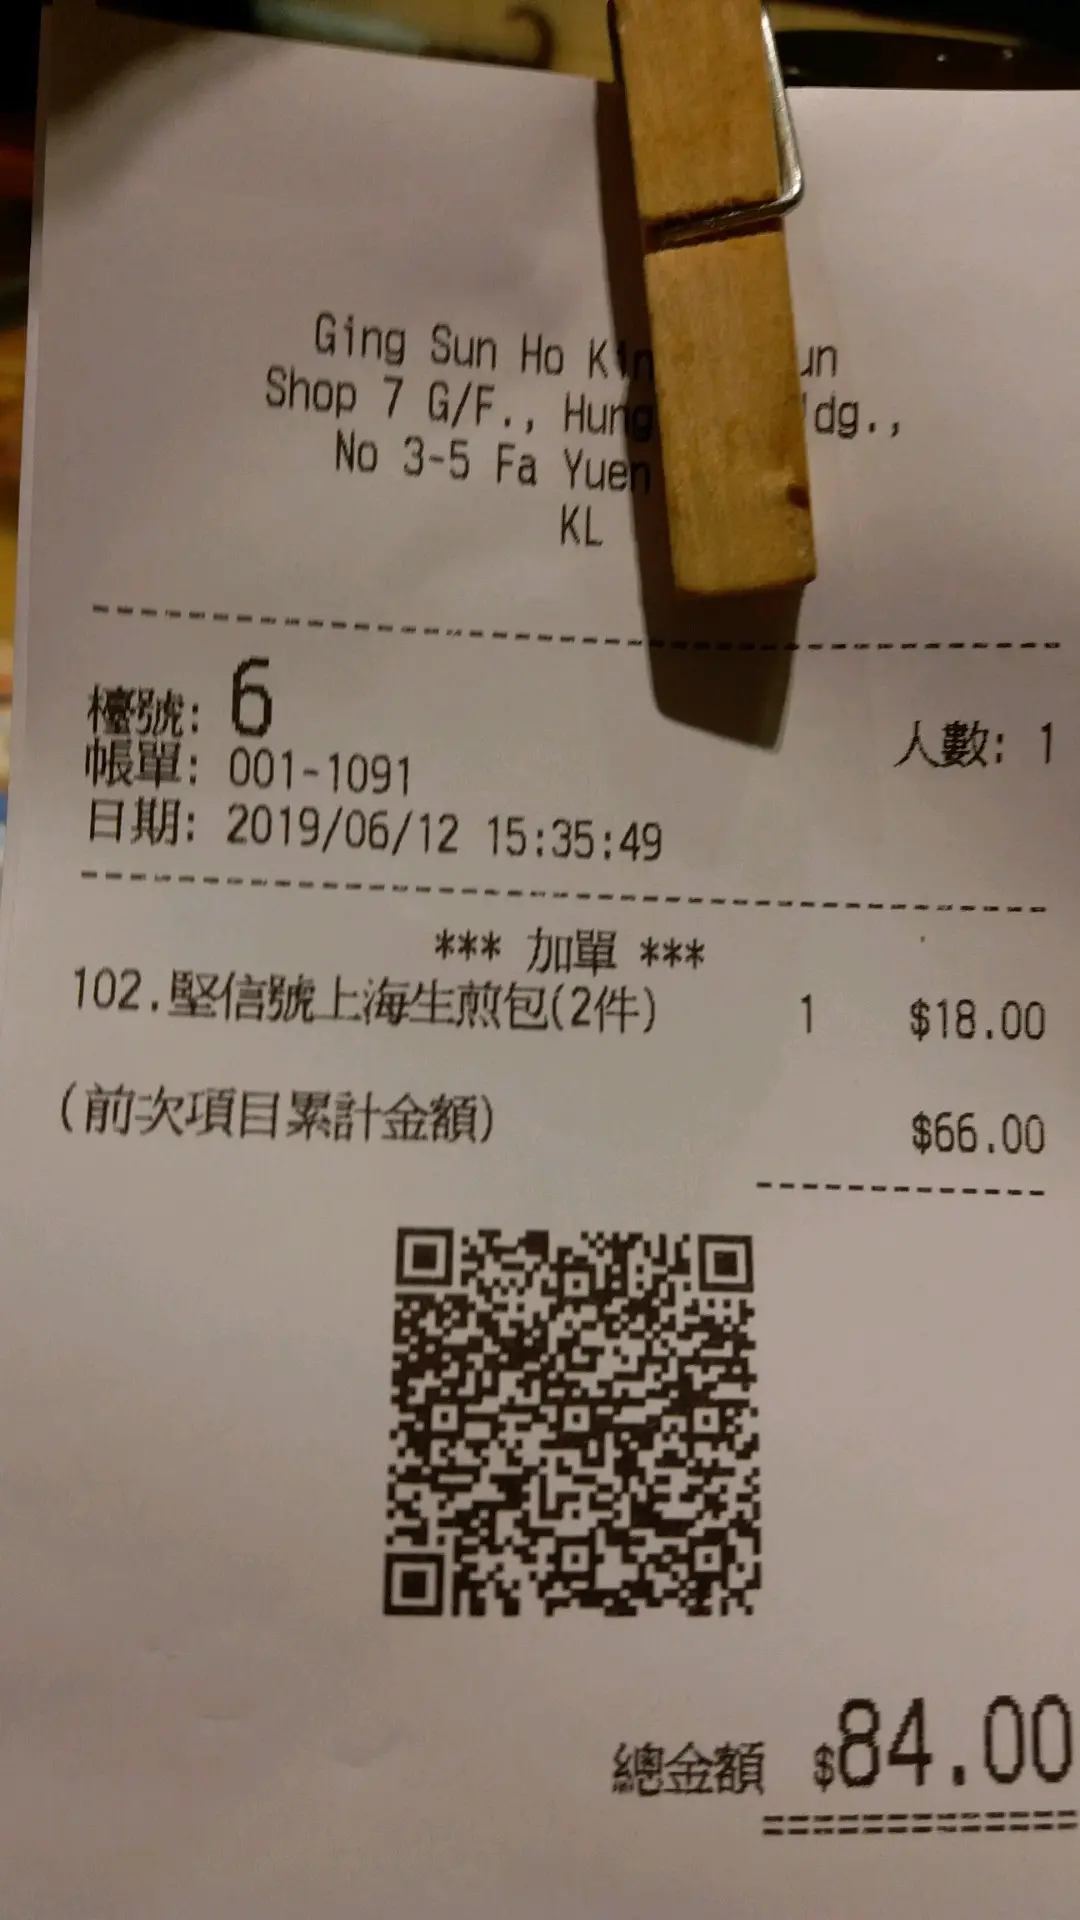 Ging Sun Ho un
Shop 7 G/F., Hung
No 3-5 Fa Yuen
KL
檯號: 6
人數: 1
帳單: 001-1091
日期: 2019/06/12 15:35:49
*** 加單 ***
102.堅信號上海生煎包(2件) 1 $18.00
(前次項目累計金額) $66.00
總金額 $84.00